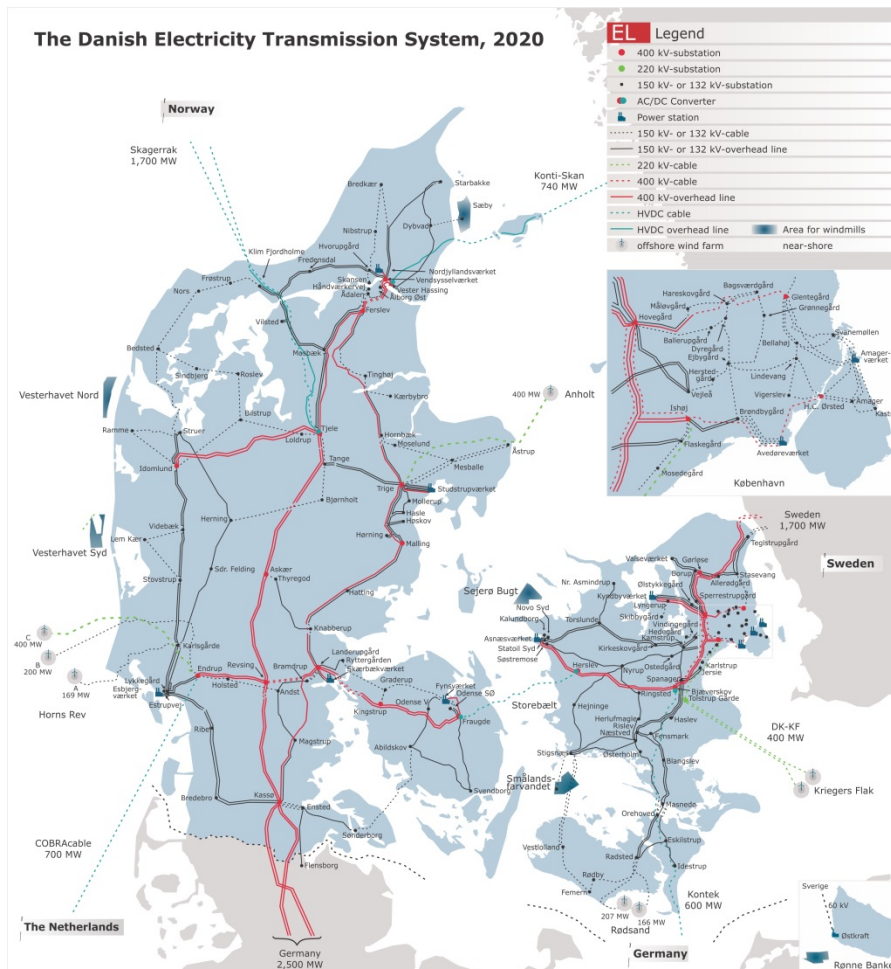 The Danish Electricity Transmission System, 2020
EL Legend
400 kV-substation
220 kV-substation
150 kV- or 132 kV-substation
AC/DC Converter
Power station
150 kV- or 132 kV-cable
150 kV- or 132 kV-overhead line
220 kV-cable
400 kV-cable
400 kV-overhead line
HVDC cable
HVDC overhead line
Area for windmills
offshore wind farm
near-shore
Norway
Skagerrak
1,700 MW
Konti-Skan
740 MW
Bredkær
Starbakke
Sæby
Dybvad
Nibstrup
Hvorupgård
Klim Fjordholme
Fredensdal
Frøstrup
Nors
Skansen
Håndværkervej
Ådalen
Nordjyllandsværket
Vendsysselværket
Vester Hassing
Ålborg Øst
Ferslev
Vilsted
Mosbæk
Bedsted
Sindbjerg
Roslev
Tinghøj
Kærbybro
Vesterhavet Nord
Bilstrup
Ramme
Struer
Tjele
Loldrup
Hornbæk
Moselund
400 MW
Anholt
Åstrup
Mesballe
Idomlund
Tange
Trige
Studstrupværket
Mollerup
Hasle
Høskov
Bjørnholt
Herning
Videbæk
Lem Kær
Hørning
Malling
Vesterhavet Syd
Stovstrup
Sdr. Felding
Askær
Thyregod
Hatting
Knabberup
C
400 MW
B
200 MW
A
169 MW
Horns Rev
Karlsgårde
Lykkegård
Esbjerg-
værket
Estrupvej
Endrup
Holsted
Revsing
Bramdrup
Andst
Landerupgård
Ryttergården
Skærbækværket
Graderup
Kingstrup
Odense V
Fynsværket
Odense SØ
Fraugde
Abildskov
Svendborg
Ribe
Magstrup
Bredebro
Kassø
Ensted
Sønderborg
Flensborg
COBRAcable
700 MW
The Netherlands
Germany
2,500 MW
Hovegård
Måløvgård
Hareskovgård
Bagsværdgård
Glentegård
Grønnegård
Ballerupgård
Dyregård
Ejbygård
Bellahøj
Svanemøllen
Amager-
værket
Hersted-
gård
Lindevang
Vejleå
Vigerslev
Amager
Kast
H.C. Ørsted
Ishøj
Brøndbygård
Flaskegård
Avedøreværket
Mosedegård
København
Sweden
1,700 MW
Sweden
Teglstrupgård
Valseværket
Gørløse
Borup
Allerødgård
Stasevang
Ølstykkegård
Kyndbyværket
Lyngerup
Sperrestrupgård
Skibbygård
Vindingegård
Hedegård
Kamstrup
Nr. Asmindrup
Sejerø Bugt
Novo Syd
Kalundborg
Asnæsværket
Statoil Syd
Søstremose
Torslunde
Kirkeskovgård
Herslev
Nyrup
Ostedgård
Spanager
Karlstrup
Jersie
Ringsted
Bjæverskov
Tolstrup Gårde
Storebælt
Hejninge
Herlufmagle
Rislev
Næstved
Haslev
Fensmark
Stigsnæs
Østerholm
Blangslev
DK-KF
400 MW
Kriegers Flak
Smålands-
farvandet
Masnedø
Orehoved
Eskilstrup
Vestlolland
Radsted
Idestrup
Rødby
Femern
207 MW
166 MW
Rødsand
Kontek
600 MW
Germany
Sverige
60 kV
Østkraft
Rønne Banke